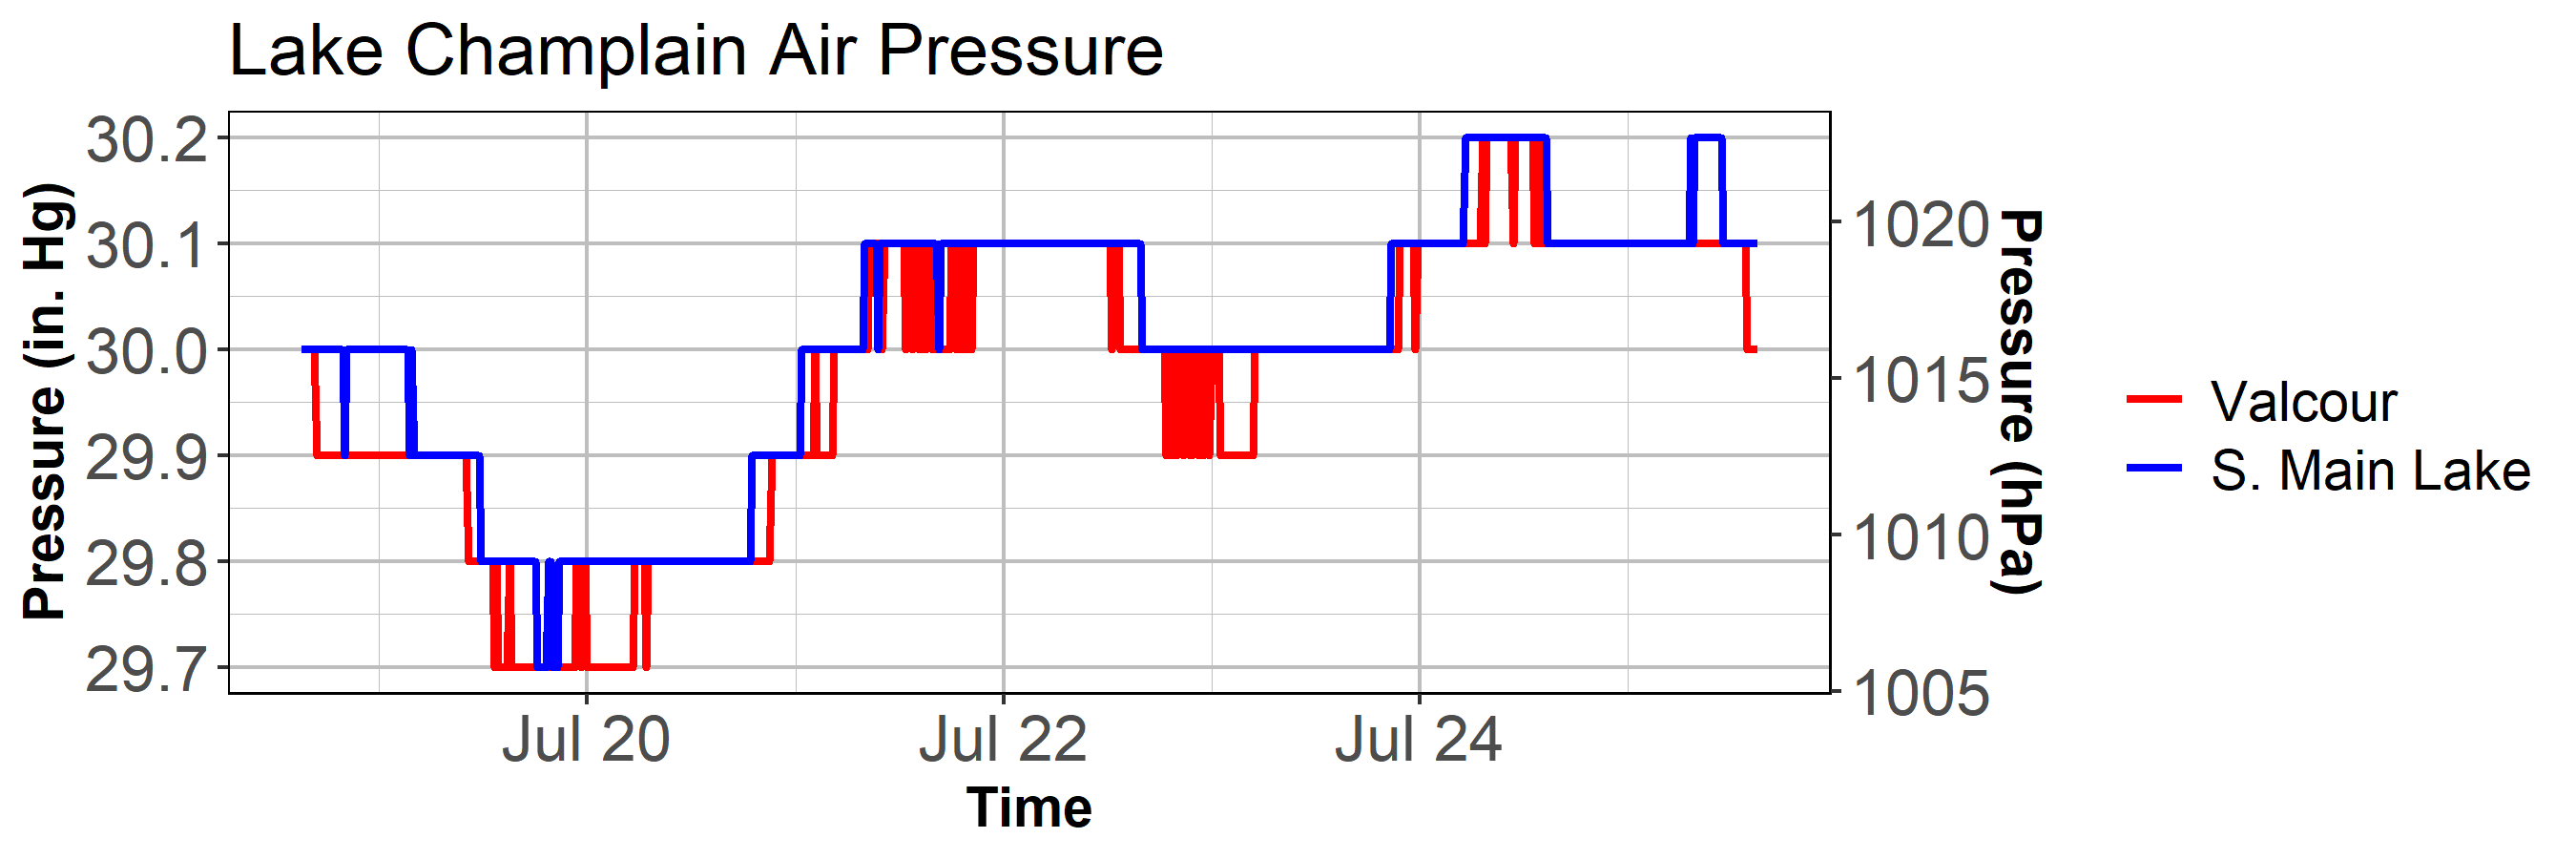 Lake Champlain Air Pressure
30.2
30.1
30.0
29.9
29.8
29.7
Pressure (in. Hg)
1020
1015
1010
1005
Pressure (hPa)
Jul 20
Jul 22
Jul 24
Time
Valcour
S. Main Lake